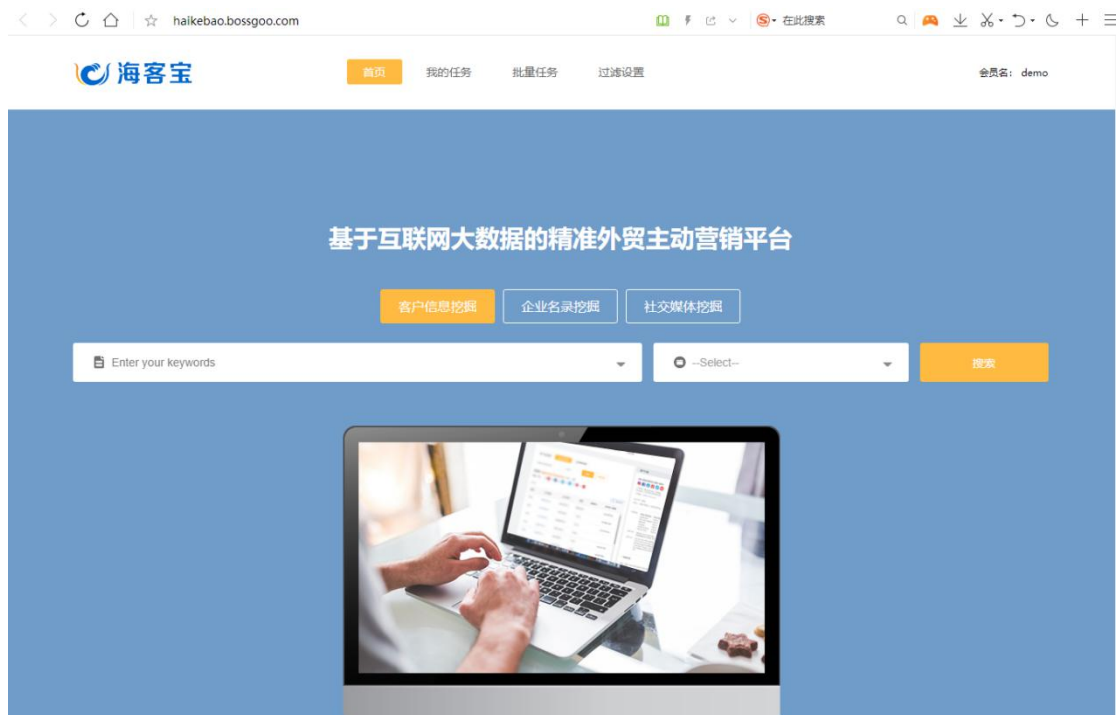 haikebao.bossgoo.com
在此搜索
海客宝
首页 我的任务 批量任务 过滤设置
会员名: demo
基于互联网大数据的精准外贸主动营销平台
客户信息挖掘 企业名录挖掘 社交媒体挖掘
Enter your keywords
--Select--
搜索